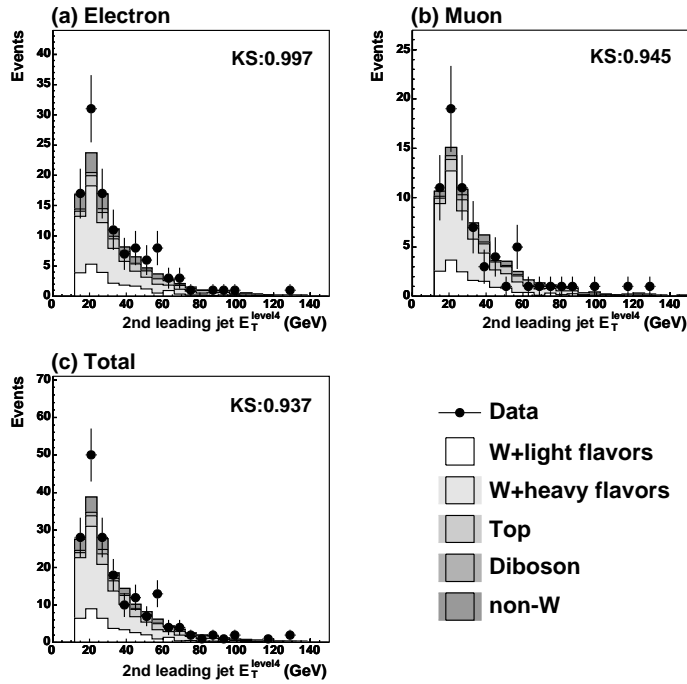 (a) Electron
Events
KS:0.997
40
35
30
25
20
15
10
5
0
0 20 40 60 80 100 120 140
2nd leading jet E_T^level4 (GeV)
(b) Muon
Events
KS:0.945
25
20
15
10
5
0
0 20 40 60 80 100 120 140
2nd leading jet E_T^level4 (GeV)
(c) Total
Events
KS:0.937
70
60
50
40
30
20
10
0
0 20 40 60 80 100 120 140
2nd leading jet E_T^level4 (GeV)
Data
W+light flavors
W+heavy flavors
Top
Diboson
non-W